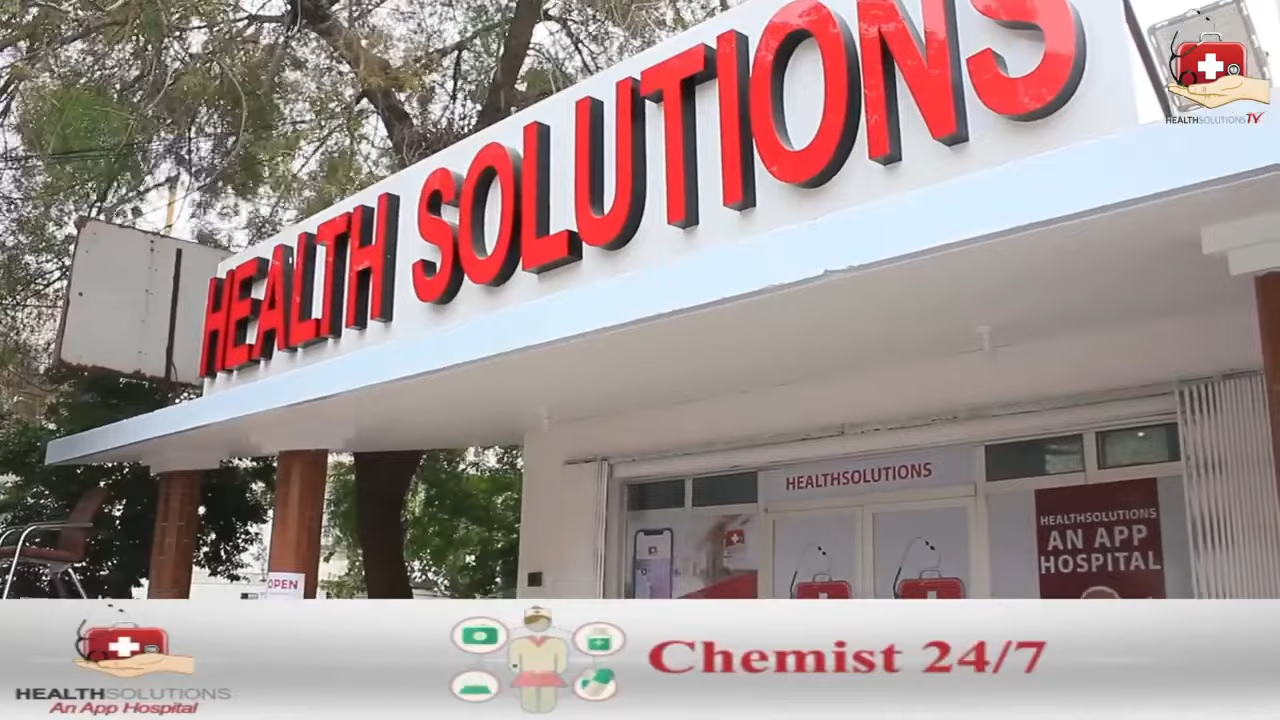 HEALTH SOLUTIONS
HEALTHSOLUTIONSTV
HEALTHSOLUTIONS
HEALTHSOLUTIONS
AN APP
HOSPITAL
OPEN
HEALTHSOLUTIONS
An App Hospital
Chemist 24/7